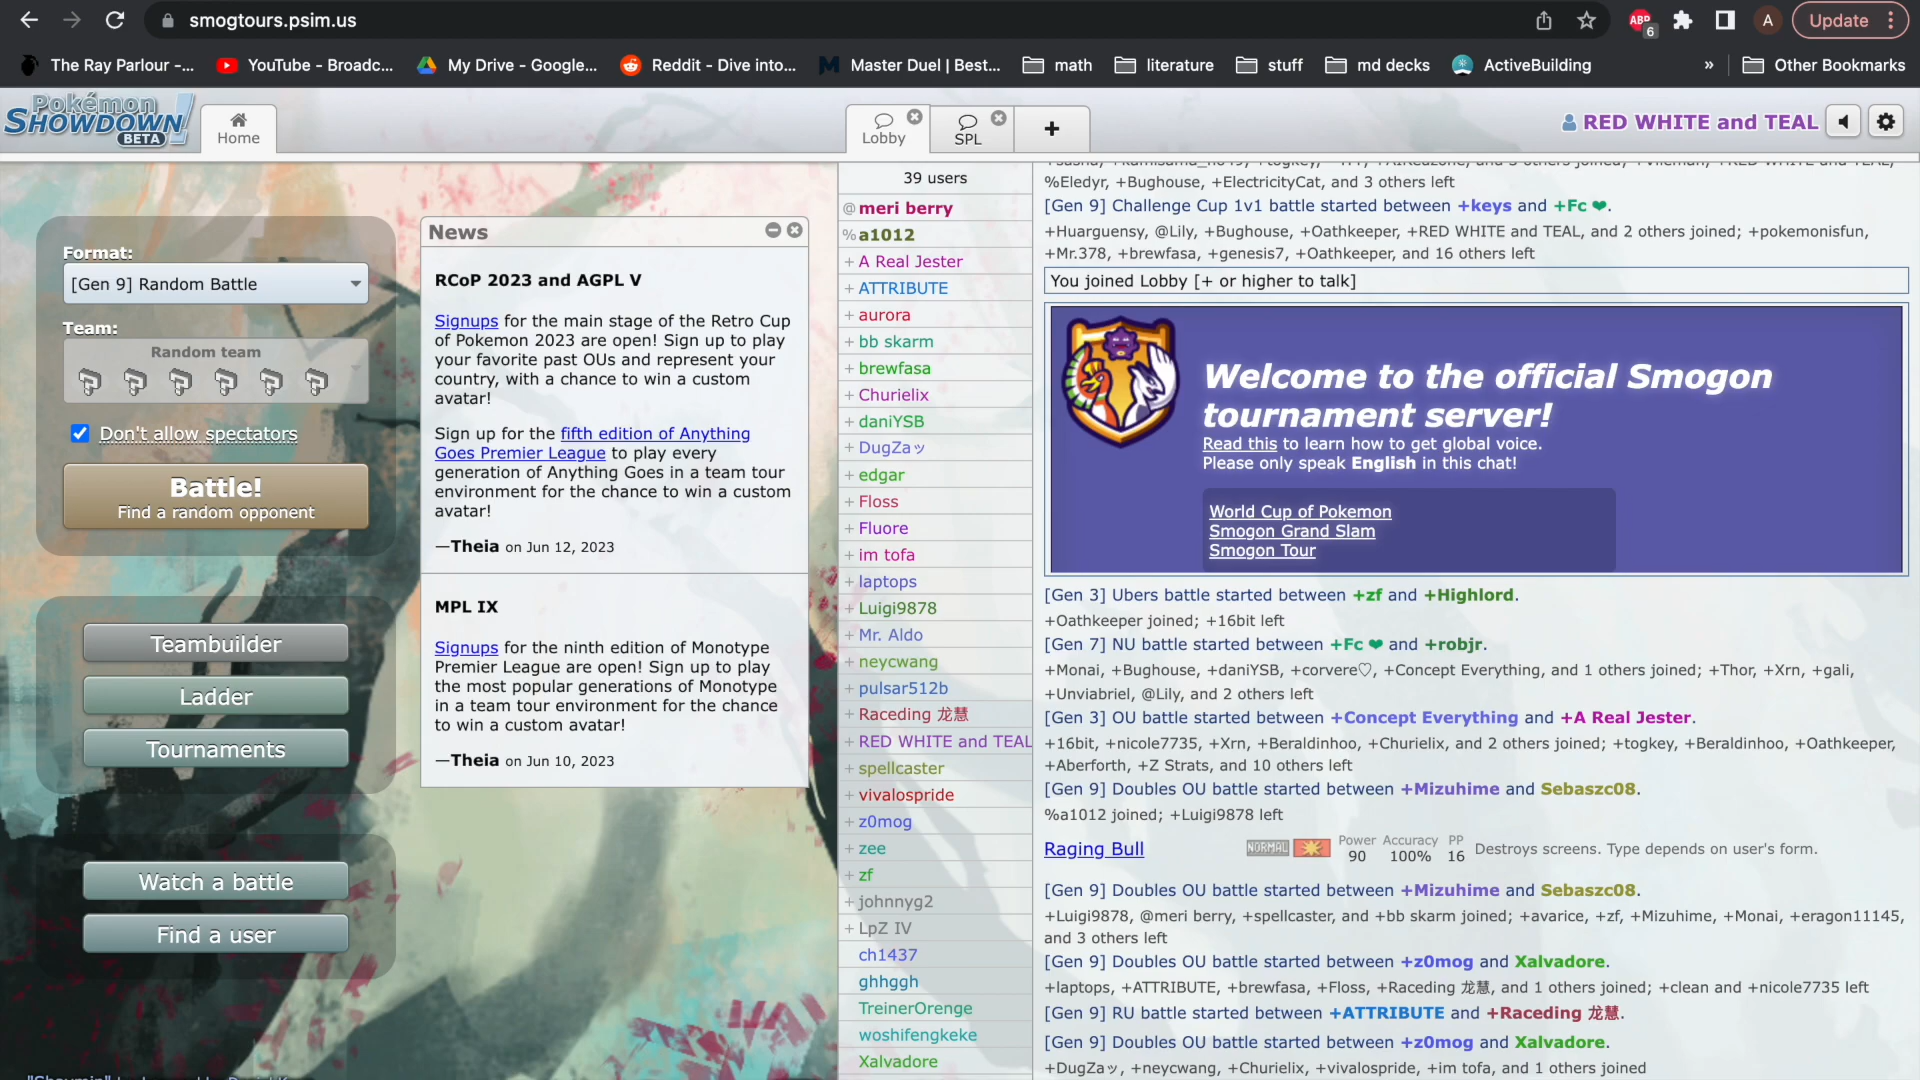 smogtours.psim.us
ABP
6
A
Update
The Ray Parlour -...
YouTube - Broadc...
My Drive - Google...
Reddit - Dive into...
Master Duel | Best...
math
literature
stuff
md decks
ActiveBuilding
»
Other Bookmarks
Pokémon
SHOWDOWN!
BETA
Home
Lobby
SPL
+
RED WHITE and TEAL
Format:
[Gen 9] Random Battle
Team:
Random team
Don't allow spectators
Battle!
Find a random opponent
Teambuilder
Ladder
Tournaments
Watch a battle
Find a user
News
RCoP 2023 and AGPL V
Signups for the main stage of the Retro Cup
of Pokemon 2023 are open! Sign up to play
your favorite past OUs and represent your
country, with a chance to win a custom
avatar!
Sign up for the fifth edition of Anything
Goes Premier League to play every
generation of Anything Goes in a team tour
environment for the chance to win a custom
avatar!
—Theia on Jun 12, 2023
MPL IX
Signups for the ninth edition of Monotype
Premier League are open! Sign up to play
the most popular generations of Monotype
in a team tour environment for the chance
to win a custom avatar!
—Theia on Jun 10, 2023
39 users
@meri berry
%a1012
+A Real Jester
+ATTRIBUTE
+aurora
+bb skarm
+brewfasa
+Churielix
+daniYSB
+DugZaッ
+edgar
+Floss
+Fluore
+im tofa
+laptops
+Luigi9878
+Mr. Aldo
+neycwang
+pulsar512b
+Raceding 龙慧
+RED WHITE and TEAL
+spellcaster
+vivalospride
+z0mog
+zee
+zf
+johnnyg2
+LpZ IV
ch1437
ghhggh
TreinerOrenge
woshifengkeke
Xalvadore
%Eledyr, +Bughouse, +ElectricityCat, and 3 others left
[Gen 9] Challenge Cup 1v1 battle started between +keys and +Fc ❤.
+Huarguensy, @Lily, +Bughouse, +Oathkeeper, +RED WHITE and TEAL, and 2 others joined; +pokemonisfun,
+Mr.378, +brewfasa, +genesis7, +Oathkeeper, and 16 others left
You joined Lobby [+ or higher to talk]
Welcome to the official Smogon
tournament server!
Read this to learn how to get global voice.
Please only speak English in this chat!
World Cup of Pokemon
Smogon Grand Slam
Smogon Tour
[Gen 3] Ubers battle started between +zf and +Highlord.
+Oathkeeper joined; +16bit left
[Gen 7] NU battle started between +Fc ❤ and +robjr.
+Monai, +Bughouse, +daniYSB, +corvere♡, +Concept Everything, and 1 others joined; +Thor, +Xrn, +gali,
+Unviabriel, @Lily, and 2 others left
[Gen 3] OU battle started between +Concept Everything and +A Real Jester.
+16bit, +nicole7735, +Xrn, +Beraldinhoo, +Churielix, and 2 others joined; +togkey, +Beraldinhoo, +Oathkeeper,
+Aberforth, +Z Strats, and 10 others left
[Gen 9] Doubles OU battle started between +Mizuhime and Sebaszc08.
%a1012 joined; +Luigi9878 left
Raging Bull NORMAL Power 90 Accuracy 100% PP 16 Destroys screens. Type depends on user's form.
[Gen 9] Doubles OU battle started between +Mizuhime and Sebaszc08.
+Luigi9878, @meri berry, +spellcaster, and +bb skarm joined; +avarice, +zf, +Mizuhime, +Monai, +eragon11145,
and 3 others left
[Gen 9] Doubles OU battle started between +z0mog and Xalvadore.
+laptops, +ATTRIBUTE, +brewfasa, +Floss, +Raceding 龙慧, and 1 others joined; +clean and +nicole7735 left
[Gen 9] RU battle started between +ATTRIBUTE and +Raceding 龙慧.
[Gen 9] Doubles OU battle started between +z0mog and Xalvadore.
+DugZaッ, +neycwang, +Churielix, +vivalospride, +im tofa, and 1 others joined